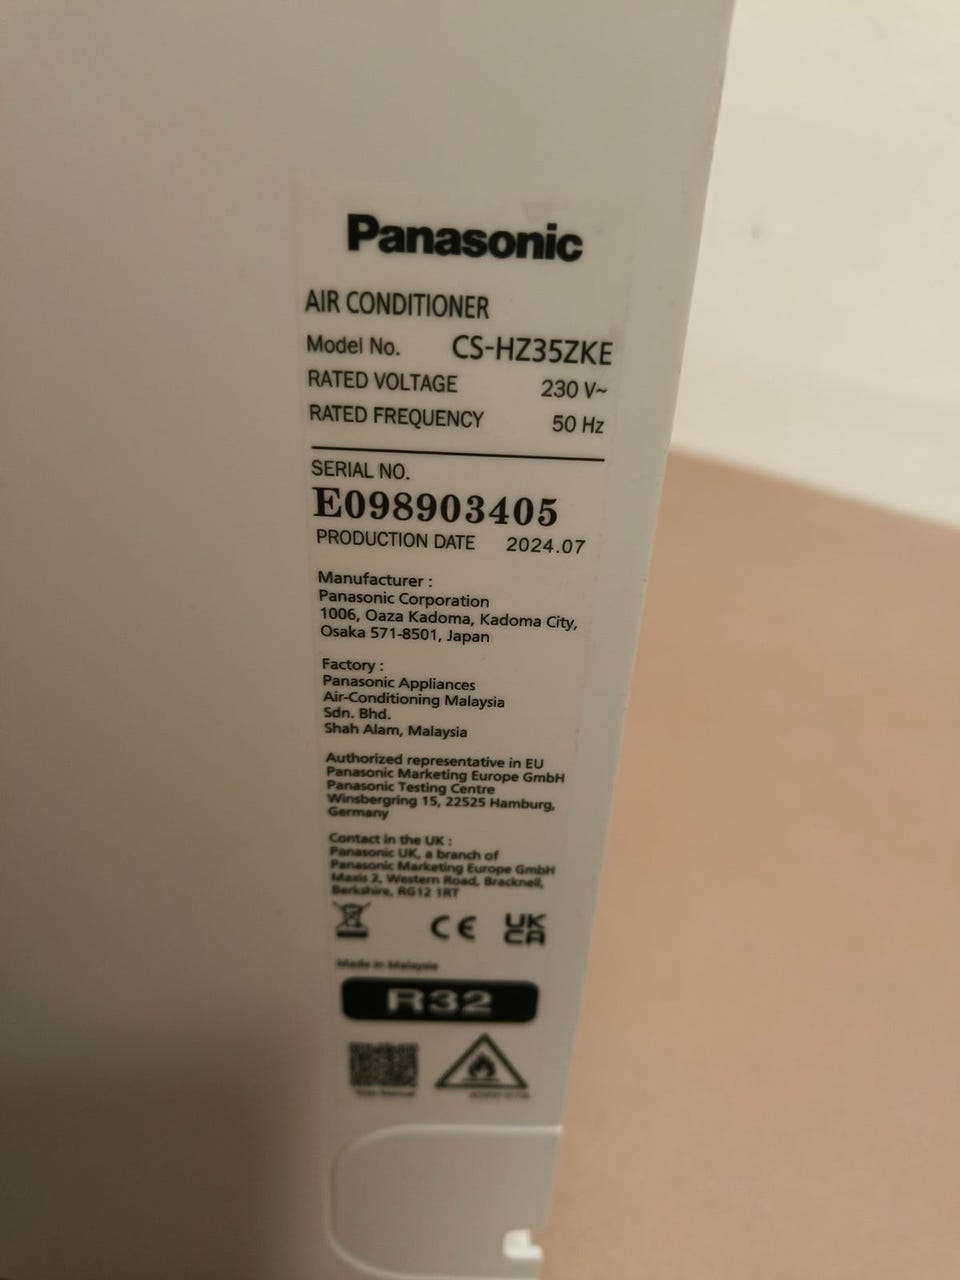 Panasonic
AIR CONDITIONER
Model No. CS-HZ35ZKE
RATED VOLTAGE 230 V~
RATED FREQUENCY 50 Hz
SERIAL NO.
E098903405
PRODUCTION DATE 2024.07
Manufacturer :
Panasonic Corporation
1006, Oaza Kadoma, Kadoma City,
Osaka 571-8501, Japan
Factory :
Panasonic Appliances
Air-Conditioning Malaysia
Sdn. Bhd.
Shah Alam, Malaysia
Authorized representative in EU
Panasonic Marketing Europe GmbH
Panasonic Testing Centre
Winsbergring 15, 22525 Hamburg,
Germany
Contact in the UK :
Panasonic UK, a branch of
Panasonic Marketing Europe GmbH
Maxis 2, Western Road, Bracknell,
Berkshire, RG12 1RT
CE UK
CA
Made in Malaysia
R32